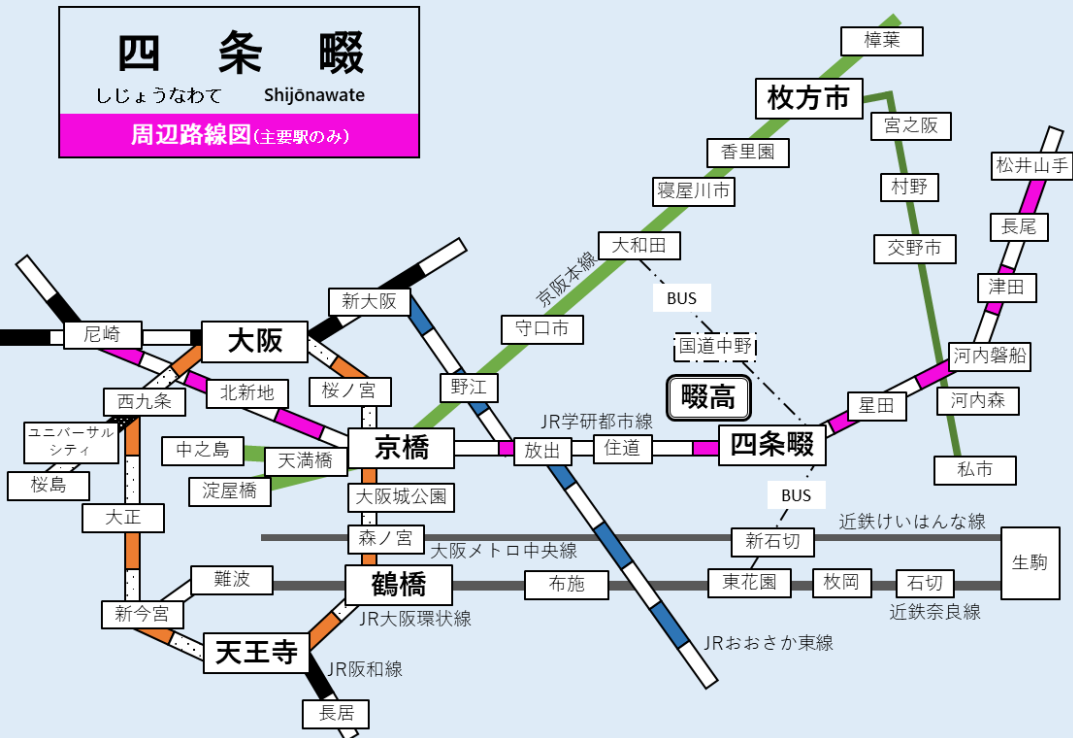 四条畷
しじょうなわて Shijōnawate
周辺路線図(主要駅のみ)
樟葉
枚方市
宮之阪
香里園
松井山手
寝屋川市
村野
長尾
大和田
交野市
京阪本線
津田
BUS
新大阪
守口市
尼崎
大阪
国道中野
河内磐船
西九条
北新地
桜ノ宮
野江
畷高
星田
河内森
JR学研都市線
ユニバーサル
シティ
中之島
天満橋
京橋
放出
住道
四条畷
私市
桜島
淀屋橋
大阪城公園
BUS
大正
森ノ宮
大阪メトロ中央線
新石切
近鉄けいはんな線
生駒
難波
鶴橋
布施
東花園
枚岡
石切
新今宮
JR大阪環状線
近鉄奈良線
天王寺
JR阪和線
JRおおさか東線
長居